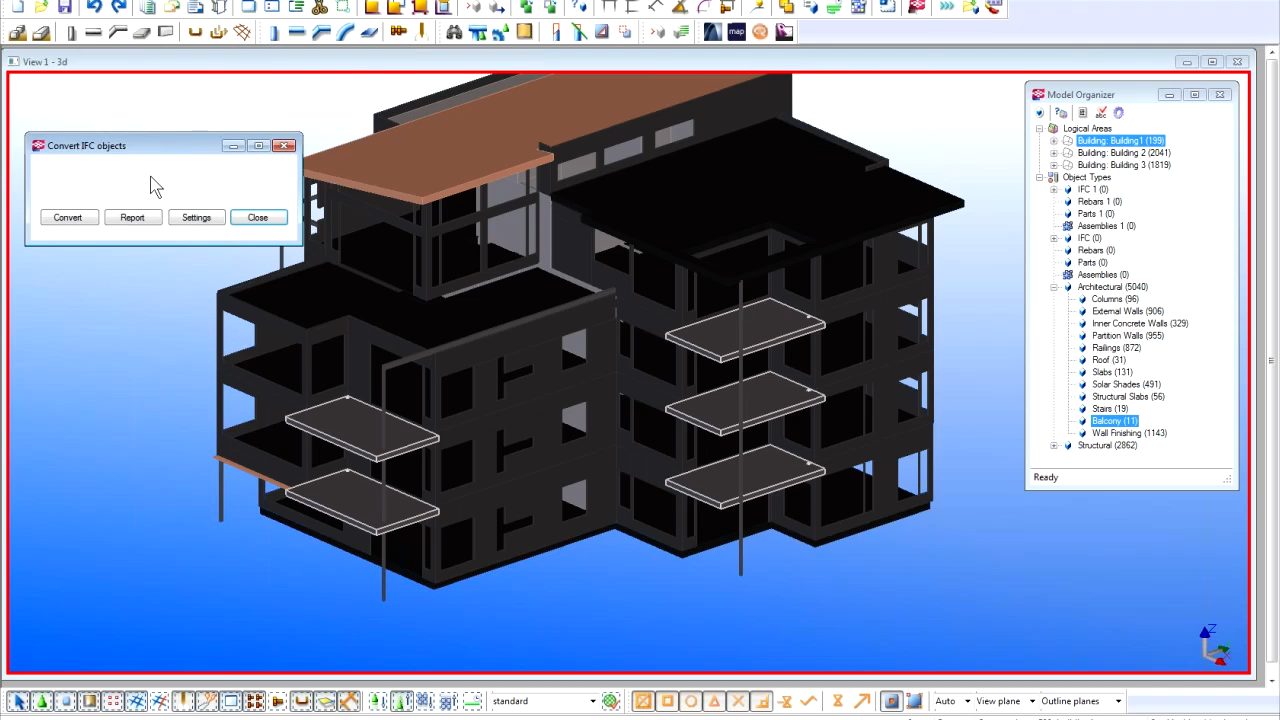 map
View 1 - 3d
Convert IFC objects
Convert
Report
Settings
Close
Model Organizer
abc
Logical Areas
Building: Building1 (199)
Building: Building 2 (2041)
Building: Building 3 (1819)
Object Types
IFC 1 (0)
Rebars 1 (0)
Parts 1 (0)
Assemblies 1 (0)
IFC (0)
Rebars (0)
Parts (0)
Assemblies (0)
Architectural (5040)
Columns (96)
External Walls (906)
Inner Concrete Walls (329)
Partition Walls (955)
Railings (872)
Roof (31)
Slabs (131)
Solar Shades (491)
Structural Slabs (56)
Stairs (19)
Balcony (11)
Wall Finishing (1143)
Structural (2862)
Ready
Z
standard
Auto
View plane
Outline planes